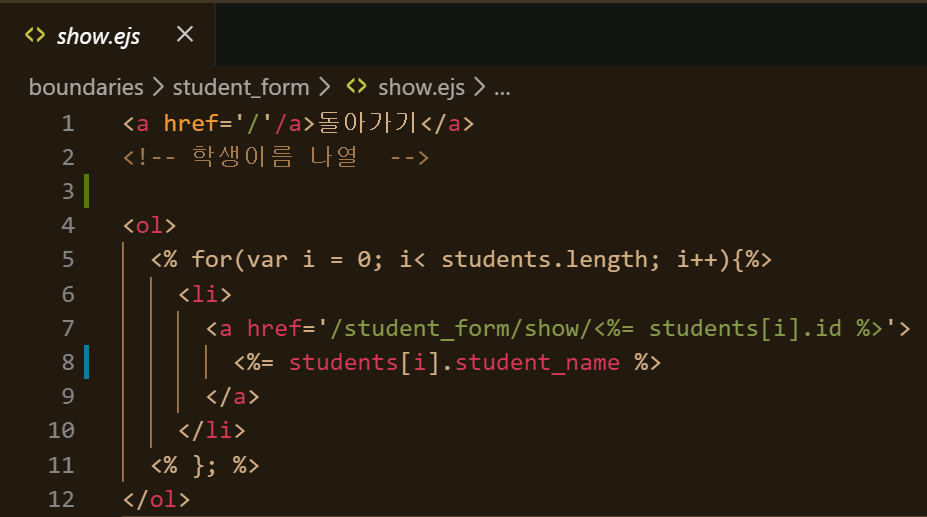 <> show.ejs ×
boundaries > student_form > <> show.ejs > ...
1 <a href='/'/a>돌아가기</a>
2 <!-- 학생이름 나열  -->
3
4 <ol>
5   <% for(var i = 0; i< students.length; i++){%>
6     <li>
7       <a href='/student_form/show/<%= students[i].id %>'>
8         <%= students[i].student_name %>
9       </a>
10     </li>
11   <% }; %>
12 </ol>